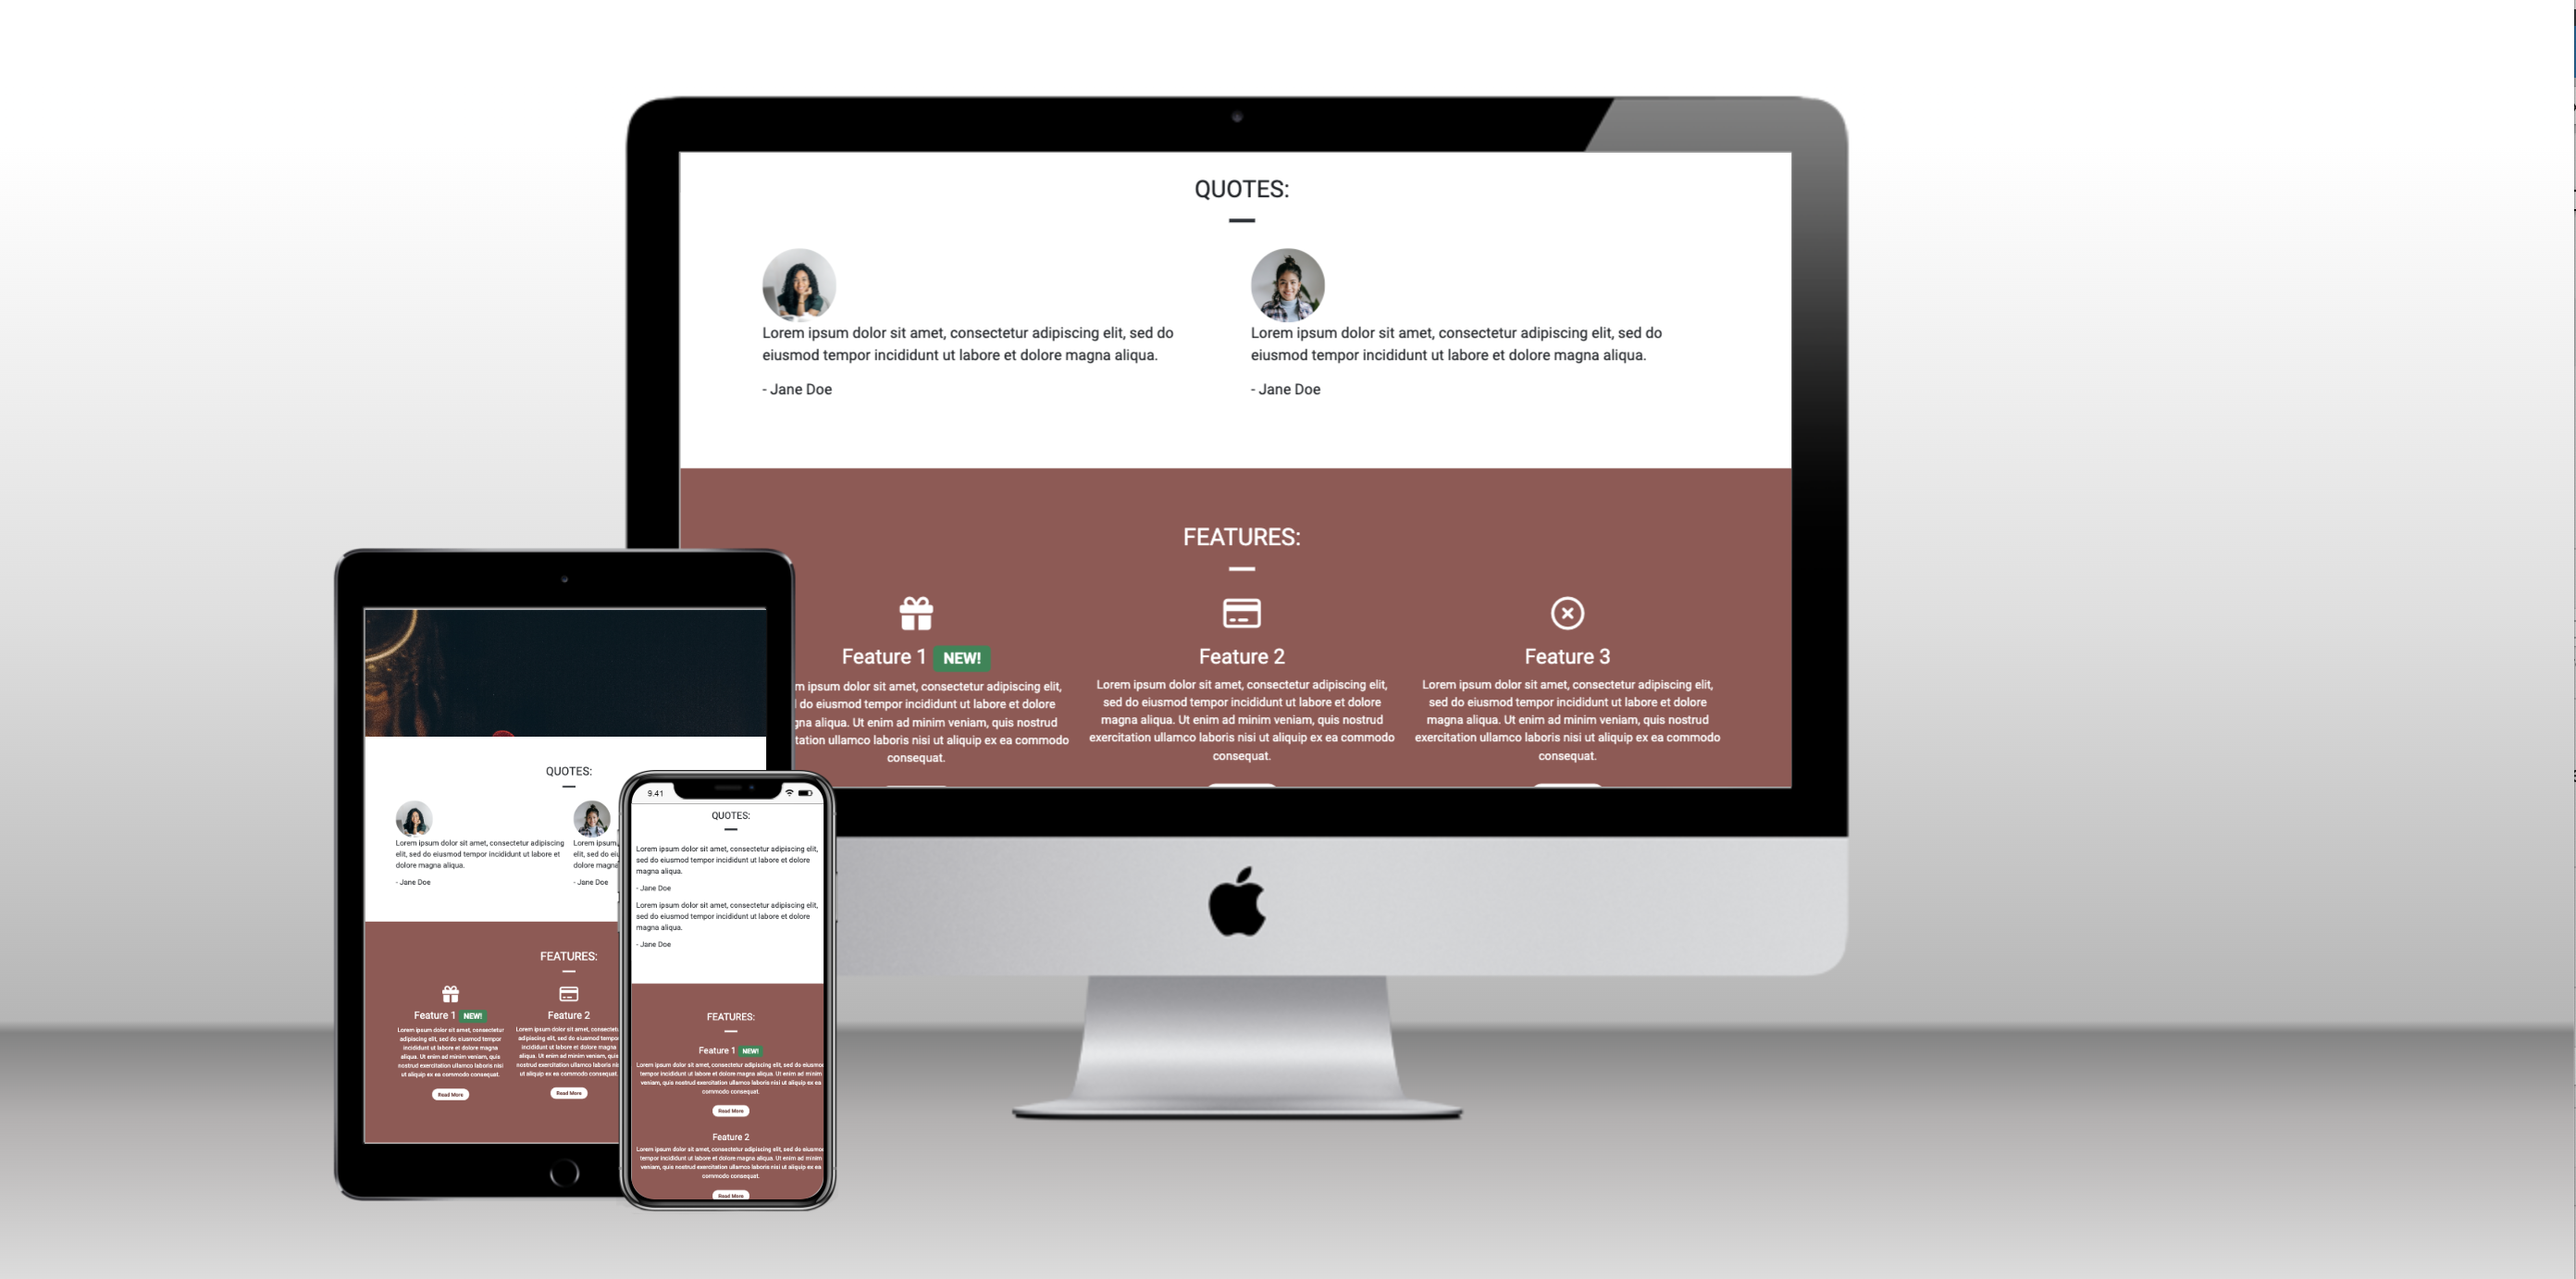 QUOTES:
Lorem ipsum dolor sit amet, consectetur adipiscing elit, sed do
eiusmod tempor incididunt ut labore et dolore magna aliqua.
- Jane Doe
Lorem ipsum dolor sit amet, consectetur adipiscing elit, sed do
eiusmod tempor incididunt ut labore et dolore magna aliqua.
- Jane Doe
FEATURES:
Feature 1 NEW!
m ipsum dolor sit amet, consectetur adipiscing elit,
do eiusmod tempor incididunt ut labore et dolore
gna aliqua. Ut enim ad minim veniam, quis nostrud
tation ullamco laboris nisi ut aliquip ex ea commodo
consequat.
Feature 2
Lorem ipsum dolor sit amet, consectetur adipiscing elit,
sed do eiusmod tempor incididunt ut labore et dolore
magna aliqua. Ut enim ad minim veniam, quis nostrud
exercitation ullamco laboris nisi ut aliquip ex ea commodo
consequat.
Feature 3
Lorem ipsum dolor sit amet, consectetur adipiscing elit,
sed do eiusmod tempor incididunt ut labore et dolore
magna aliqua. Ut enim ad minim veniam, quis nostrud
exercitation ullamco laboris nisi ut aliquip ex ea commodo
consequat.
QUOTES:
Lorem ipsum dolor sit amet, consectetur adipiscing
elit, sed do eiusmod tempor incididunt ut labore et
dolore magna aliqua.
- Jane Doe
Lorem ipsum
elit, sed do ei
dolore magna
- Jane Doe
FEATURES:
Feature 1 NEW!
Lorem ipsum dolor sit amet, consectetur
adipiscing elit, sed do eiusmod tempor
incididunt ut labore et dolore magna
aliqua. Ut enim ad minim veniam, quis
nostrud exercitation ullamco laboris nisi
ut aliquip ex ea commodo consequat.
Read More
Feature 2
Lorem ipsum dolor sit amet, consectetu
adipiscing elit, sed do eiusmod tempo
incididunt ut labore et dolore magna
aliqua. Ut enim ad minim veniam, quis
nostrud exercitation ullamco laboris nisi
ut aliquip ex ea commodo consequat.
Read More
9.41
QUOTES:
Lorem ipsum dolor sit amet, consectetur adipiscing elit,
sed do eiusmod tempor incididunt ut labore et dolore
magna aliqua.
- Jane Doe
Lorem ipsum dolor sit amet, consectetur adipiscing elit,
sed do eiusmod tempor incididunt ut labore et dolore
magna aliqua.
- Jane Doe
FEATURES:
Feature 1 NEW!
Lorem ipsum dolor sit amet, consectetur adipiscing elit, sed do eiusmo
tempor incididunt ut labore et dolore magna aliqua. Ut enim ad minim
veniam, quis nostrud exercitation ullamco laboris nisi ut aliquip ex ea
commodo consequat.
Read More
Feature 2
Lorem ipsum dolor sit amet, consectetur adipiscing elit, sed do eiusmo
tempor incididunt ut labore et dolore magna aliqua. Ut enim ad minim
veniam, quis nostrud exercitation ullamco laboris nisi ut aliquip ex ea
commodo consequat.
Read More